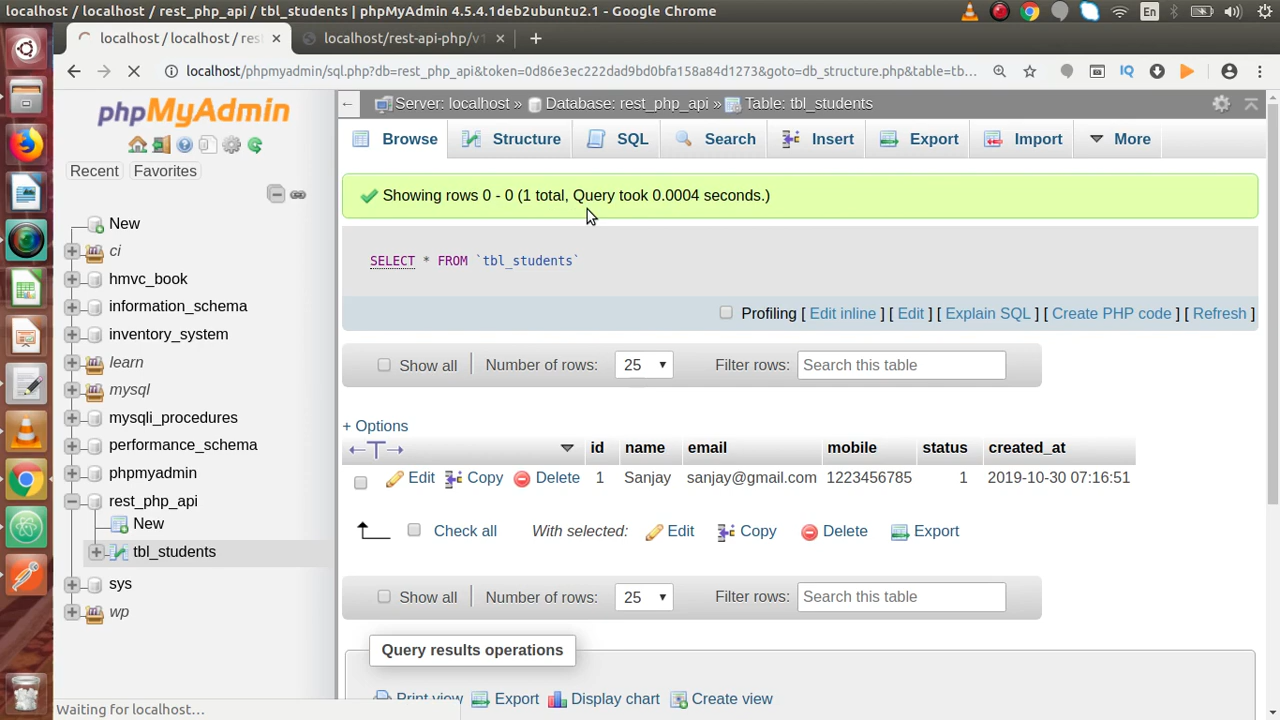 localhost / localhost / rest_php_api / tbl_students | phpMyAdmin 4.5.4.1deb2ubuntu2.1 - Google Chrome
En
localhost / localhost / res
localhost/rest-api-php/v1
localhost/phpmyadmin/sql.php?db=rest_php_api&token=0d86e3ec222dad9bd0bfa158a84d1273&goto=db_structure.php&table=tb...
IQ
phpMyAdmin
Recent
Favorites
New
ci
hmvc_book
information_schema
inventory_system
learn
mysql
mysqli_procedures
performance_schema
phpmyadmin
rest_php_api
New
tbl_students
sys
wp
Server: localhost » Database: rest_php_api » Table: tbl_students
Browse Structure SQL Search Insert Export Import More
Showing rows 0 - 0 (1 total, Query took 0.0004 seconds.)
SELECT * FROM `tbl_students`
Profiling [ Edit inline ] [ Edit ] [ Explain SQL ] [ Create PHP code ] [ Refresh ]
Show all Number of rows: 25 Filter rows: Search this table
+ Options
id name email mobile status created_at
Edit Copy Delete 1 Sanjay sanjay@gmail.com 1223456785 1 2019-10-30 07:16:51
Check all With selected: Edit Copy Delete Export
Show all Number of rows: 25 Filter rows: Search this table
Query results operations
Print view Export Display chart Create view
Waiting for localhost...